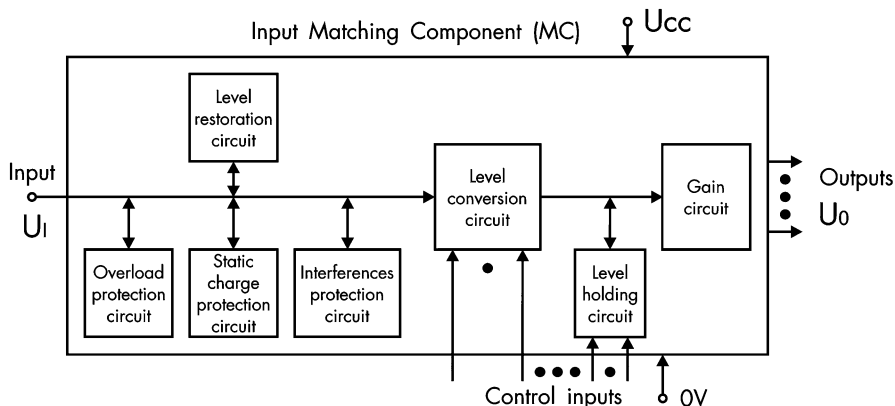 Input Matching Component (MC)
Ucc
Level
restoration
circuit
Input
UI
Level
conversion
circuit
Gain
circuit
Outputs
U0
Overload
protection
circuit
Static
charge
protection
circuit
Interferences
protection
circuit
Level
holding
circuit
Control inputs
0V